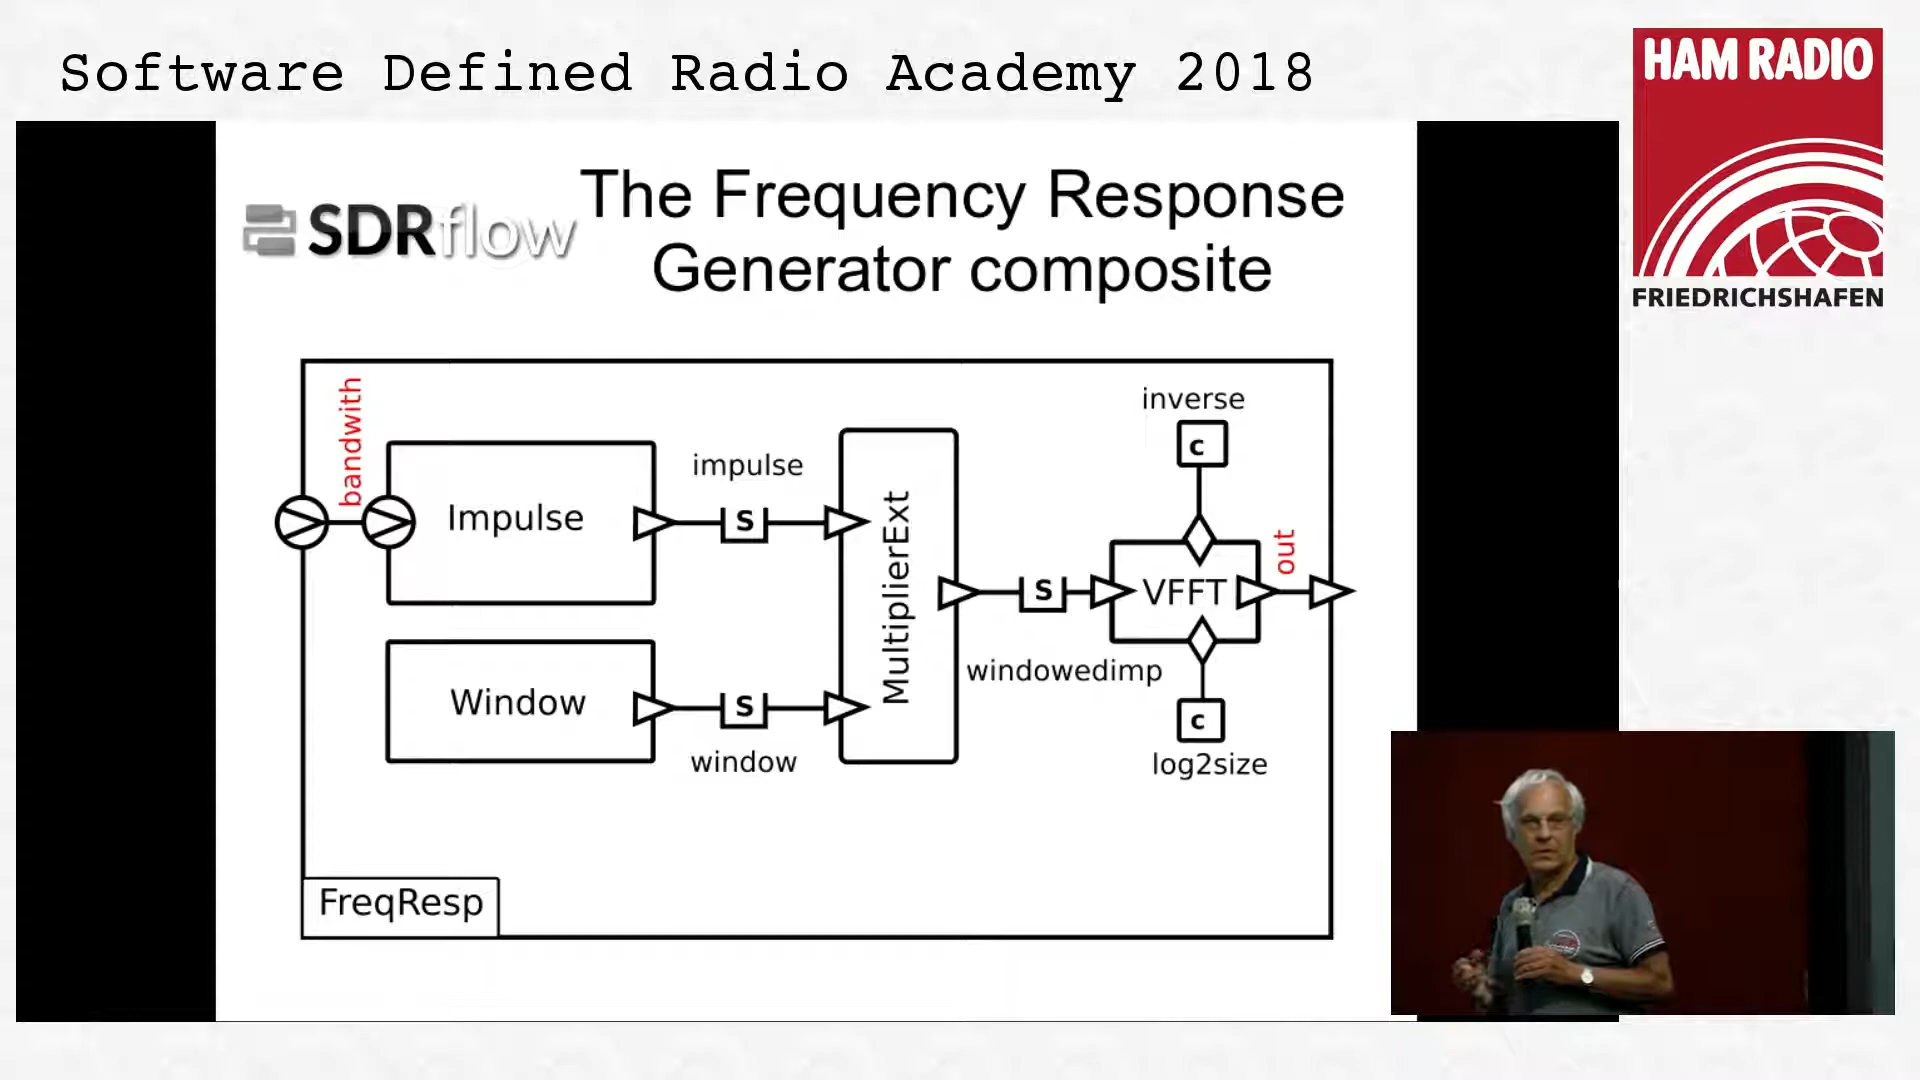 Software Defined Radio Academy 2018
HAM RADIO
FRIEDRICHSHAFEN
SDRflow
The Frequency Response
Generator composite
bandwith
Impulse
impulse
S
MultiplierExt
Window
S
window
S
windowedimp
inverse
c
VFFT
out
c
log2size
FreqResp